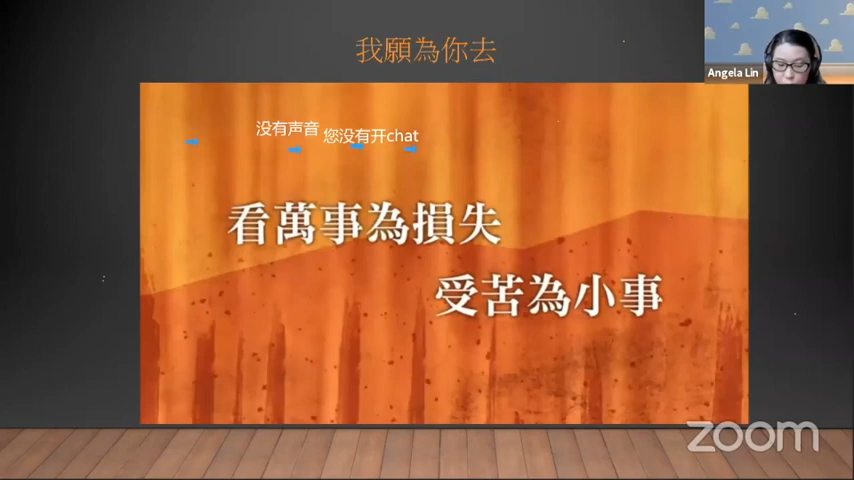 我願為你去
Angela Lin
没有声音
您没有开chat
看萬事為損失
受苦為小事
zoom